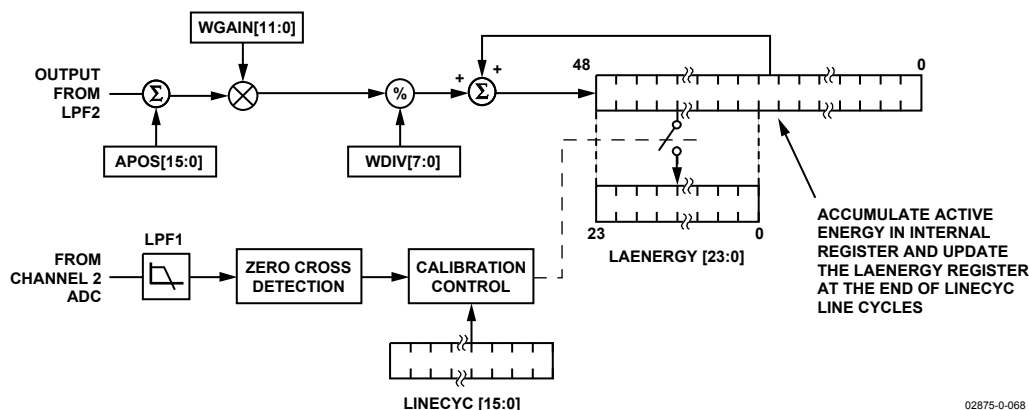 WGAIN[11:0]
OUTPUT
FROM
LPF2
Σ
%
+
+
Σ
48
0
APOS[15:0]
WDIV[7:0]
23
0
LAENERGY [23:0]
ACCUMULATE ACTIVE
ENERGY IN INTERNAL
REGISTER AND UPDATE
THE LAENERGY REGISTER
AT THE END OF LINECYC
LINE CYCLES
FROM
CHANNEL 2
ADC
LPF1
ZERO CROSS
DETECTION
CALIBRATION
CONTROL
LINECYC [15:0]
02875-0-068